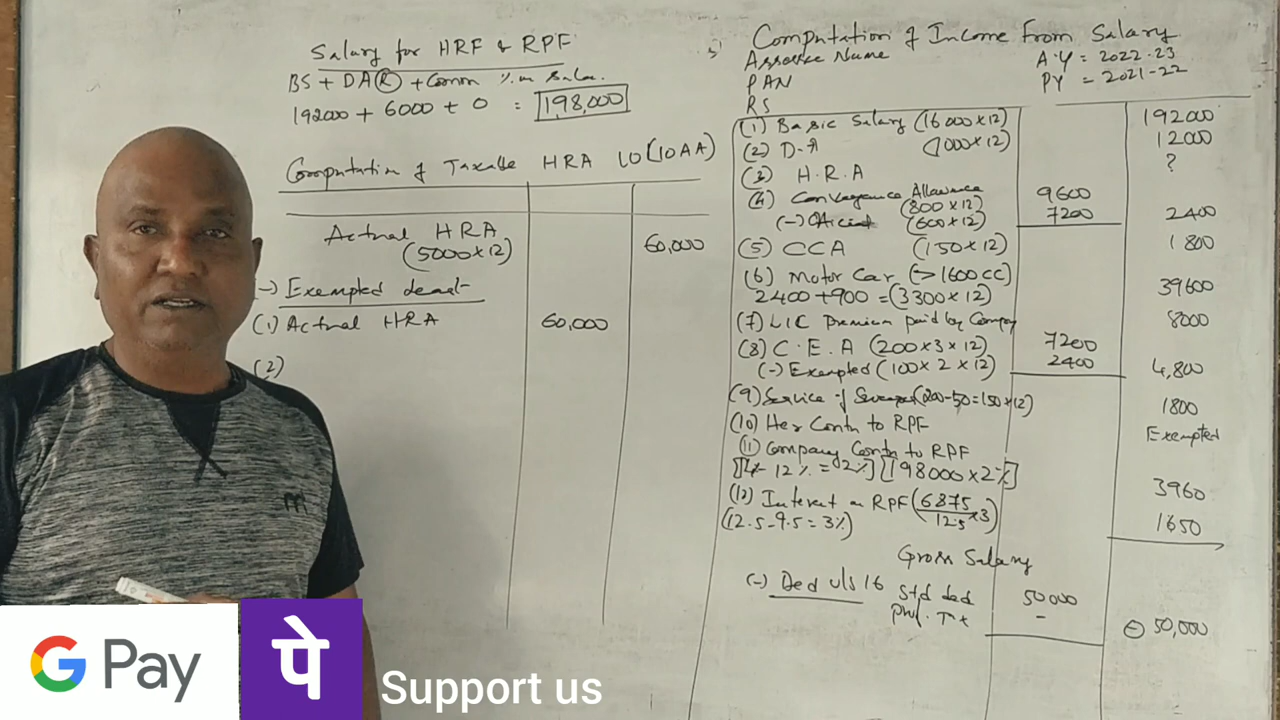 Salary for HRF & RPF
BS + DA(R) + Comm % on Sales.
192000 + 6000 + 0 = 198,000
Computation of Taxable HRA 10(10AA)
Actual HRA
(5000×12) 60,000
(-) Exempted
(1) Actual HRA 60,000
(2)
Computation of Income From Salary
Assessee Name A.Y = 2022-23
PAN PY = 2021-22
RS
(1) Basic Salary (16000×12) 192000
(2) D.A (1000×12) 12000
(3) H.R.A ?
(4) Conveyance Allowance
(800×12) 9600
(-) (600×12) 7200 2400
(5) CCA (150×12) 1800
(6) Motor Car (>1600cc)
2400+900=(3300×12) 39600
(7) LIC Premium paid by Company 8000
(8) C.E.A (200×3×12) 7200
(-) Exempted (100×2×12) 2400 4,800
(9) Service of (200-50=150×12) 1800
(10) Her Contn to RPF Exempted
(11) Company Contn to RPF
[14-12%=2%] [198000×2%] 3960
(12) Interest on RPF (6875/12.5×3)
(12.5-9.5=3%) 1650
Gross Salary
(-) Ded u/s 16 Std ded 50000
Prof. Tx - (-) 50,000
m
G Pay
पे
Support us